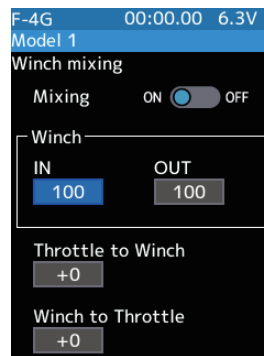 F-4G 00:00.00 6.3V
Model 1
Winch mixing
Mixing ON OFF
Winch
IN OUT
100 100
Throttle to Winch
+0
Winch to Throttle
+0